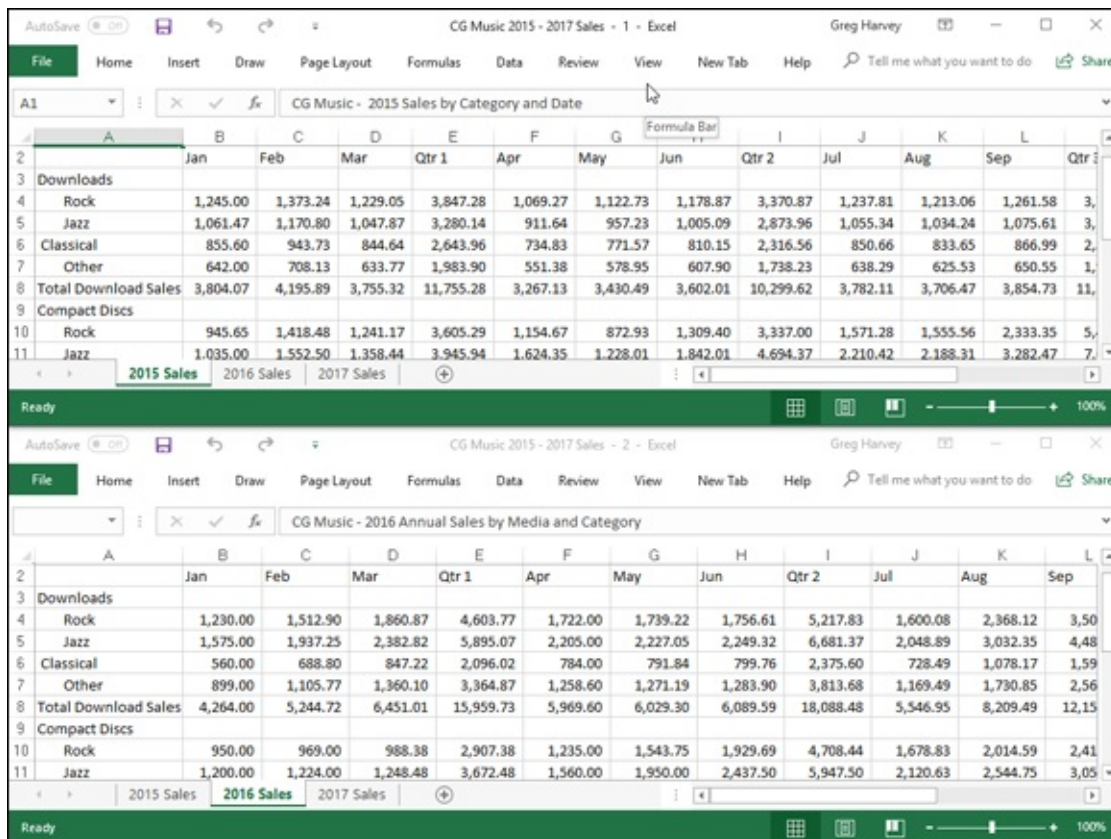 AutoSave Off CG Music 2015 - 2017 Sales - 1 - Excel Greg Harvey
File Home Insert Draw Page Layout Formulas Data Review View New Tab Help Tell me what you want to do Share
A1 fx CG Music - 2015 Sales by Category and Date
Formula Bar
A B C D E F G I J K L
2 Jan Feb Mar Qtr 1 Apr May Jun Qtr 2 Jul Aug Sep Qtr
3 Downloads
4 Rock 1,245.00 1,373.24 1,229.05 3,847.28 1,069.27 1,122.73 1,178.87 3,370.87 1,237.81 1,213.06 1,261.58 3,
5 Jazz 1,061.47 1,170.80 1,047.87 3,280.14 911.64 957.23 1,005.09 2,873.96 1,055.34 1,034.24 1,075.61 3,
6 Classical 855.60 943.73 844.64 2,643.96 734.83 771.57 810.15 2,316.56 850.66 833.65 866.99 2,
7 Other 642.00 708.13 633.77 1,983.90 551.38 578.95 607.90 1,738.23 638.29 625.53 650.55 1,
8 Total Download Sales 3,804.07 4,195.89 3,755.32 11,755.28 3,267.13 3,430.49 3,602.01 10,299.62 3,782.11 3,706.47 3,854.73 11,
9 Compact Discs
10 Rock 945.65 1,418.48 1,241.17 3,605.29 1,154.67 872.93 1,309.40 3,337.00 1,571.28 1,555.56 2,333.35 5,
11 Jazz 1,035.00 1,552.50 1,358.44 3,945.94 1,624.35 1,228.01 1,842.01 4,694.37 2,210.42 2,188.31 3,282.47 7,
2015 Sales 2016 Sales 2017 Sales
Ready 100%
AutoSave Off CG Music 2015 - 2017 Sales - 2 - Excel Greg Harvey
File Home Insert Draw Page Layout Formulas Data Review View New Tab Help Tell me what you want to do Share
fx CG Music - 2016 Annual Sales by Media and Category
A B C D E F G H I J K L
2 Jan Feb Mar Qtr 1 Apr May Jun Qtr 2 Jul Aug Sep
3 Downloads
4 Rock 1,230.00 1,512.90 1,860.87 4,603.77 1,722.00 1,739.22 1,756.61 5,217.83 1,600.08 2,368.12 3,50
5 Jazz 1,575.00 1,937.25 2,382.82 5,895.07 2,205.00 2,227.05 2,249.32 6,681.37 2,048.89 3,032.35 4,48
6 Classical 560.00 688.80 847.22 2,096.02 784.00 791.84 799.76 2,375.60 728.49 1,078.17 1,59
7 Other 899.00 1,105.77 1,360.10 3,364.87 1,258.60 1,271.19 1,283.90 3,813.68 1,169.49 1,730.85 2,56
8 Total Download Sales 4,264.00 5,244.72 6,451.01 15,959.73 5,969.60 6,029.30 6,089.59 18,088.48 5,546.95 8,209.49 12,15
9 Compact Discs
10 Rock 950.00 969.00 988.38 2,907.38 1,235.00 1,543.75 1,929.69 4,708.44 1,678.83 2,014.59 2,41
11 Jazz 1,200.00 1,224.00 1,248.48 3,672.48 1,560.00 1,950.00 2,437.50 5,947.50 2,120.63 2,544.75 3,05
2015 Sales 2016 Sales 2017 Sales
Ready 100%